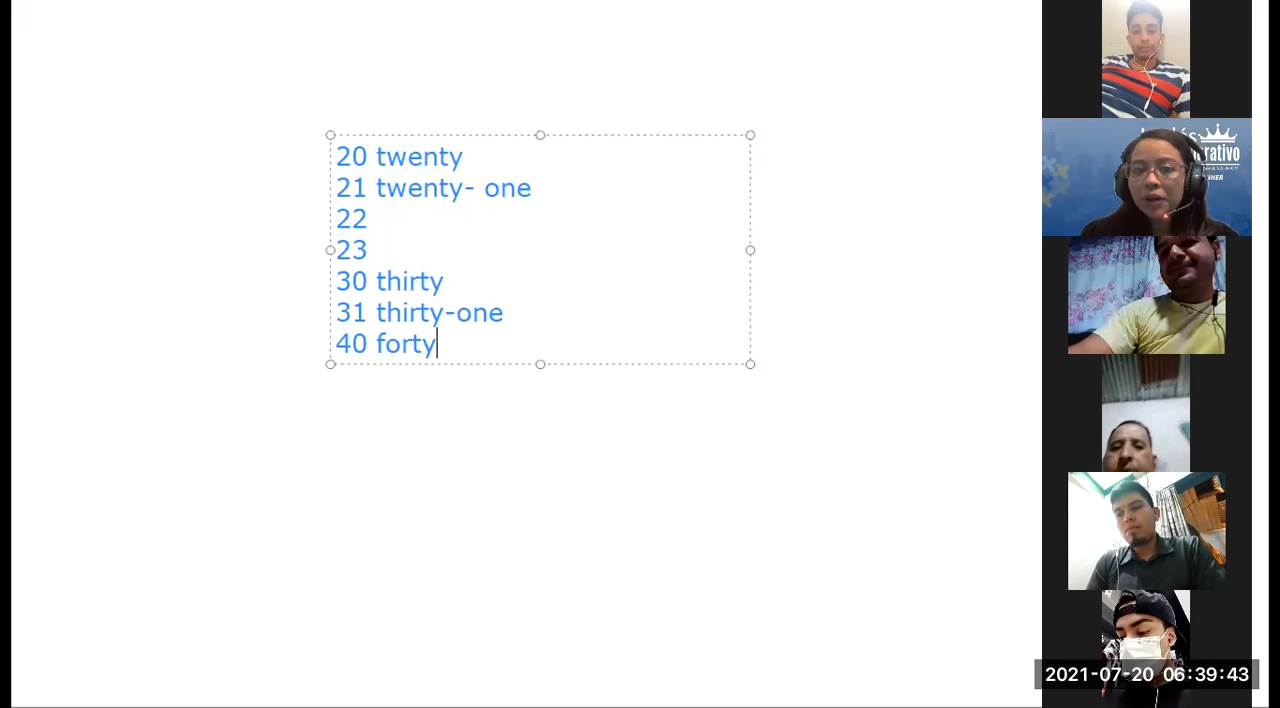 20 twenty
21 twenty- one
22
23
30 thirty
31 thirty-one
40 forty
2021-07-20 06:39:43